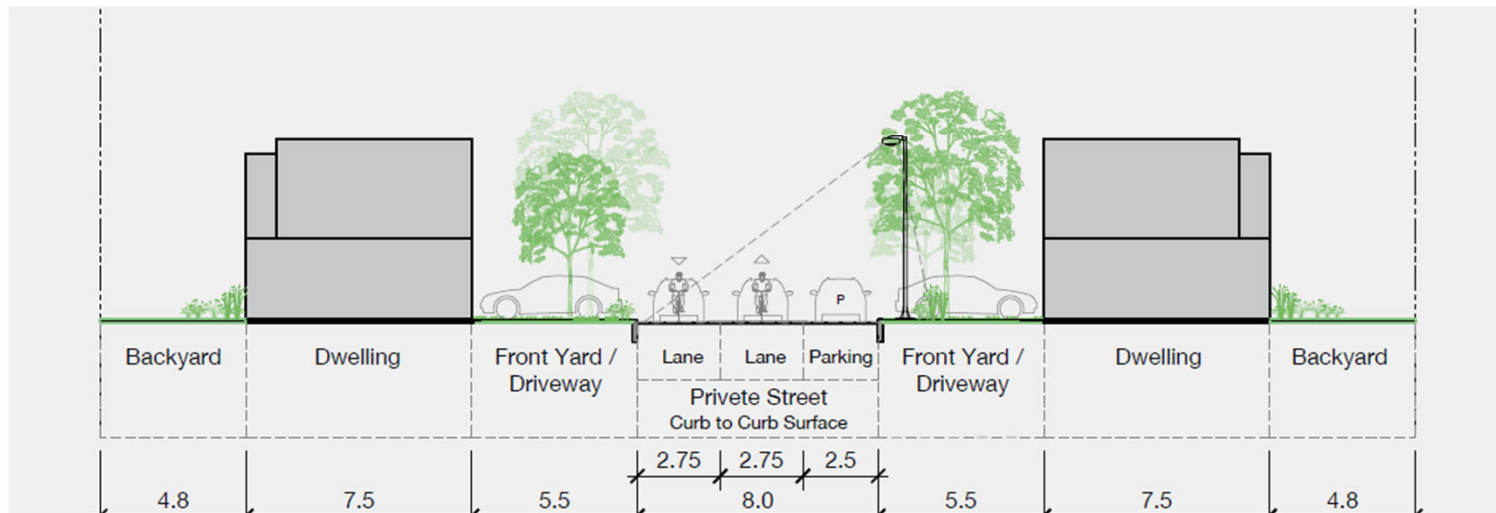 P
Backyard
Dwelling
Front Yard /
Driveway
Lane
Lane
Parking
Privete Street
Curb to Curb Surface
Front Yard /
Driveway
Dwelling
Backyard
2.75
2.75
2.5
4.8
7.5
5.5
8.0
5.5
7.5
4.8